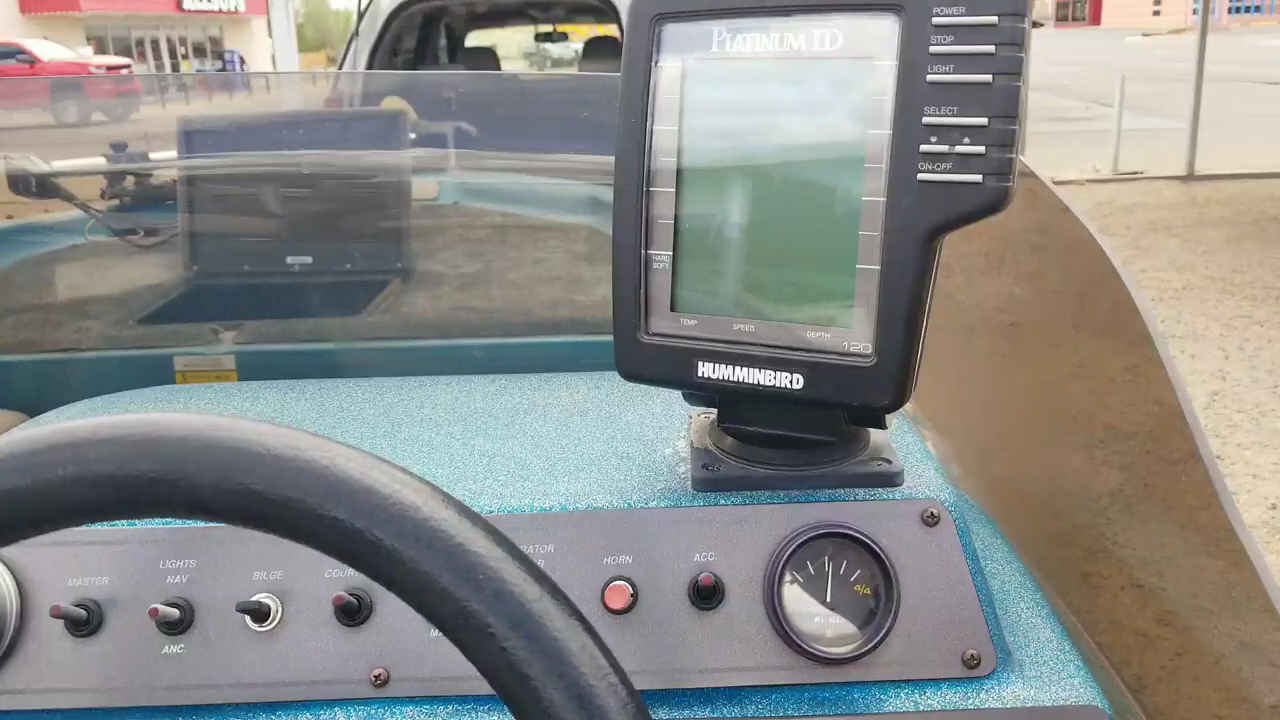 POWER
PLATINUM ID
STOP
LIGHT
SELECT
ON-OFF
HARD
SOFT
TEMP SPEED DEPTH
120
HUMMINBIRD
MASTER
LIGHTS
NAV
ANC.
BILGE
HORN
ACC.
4/4
FUEL